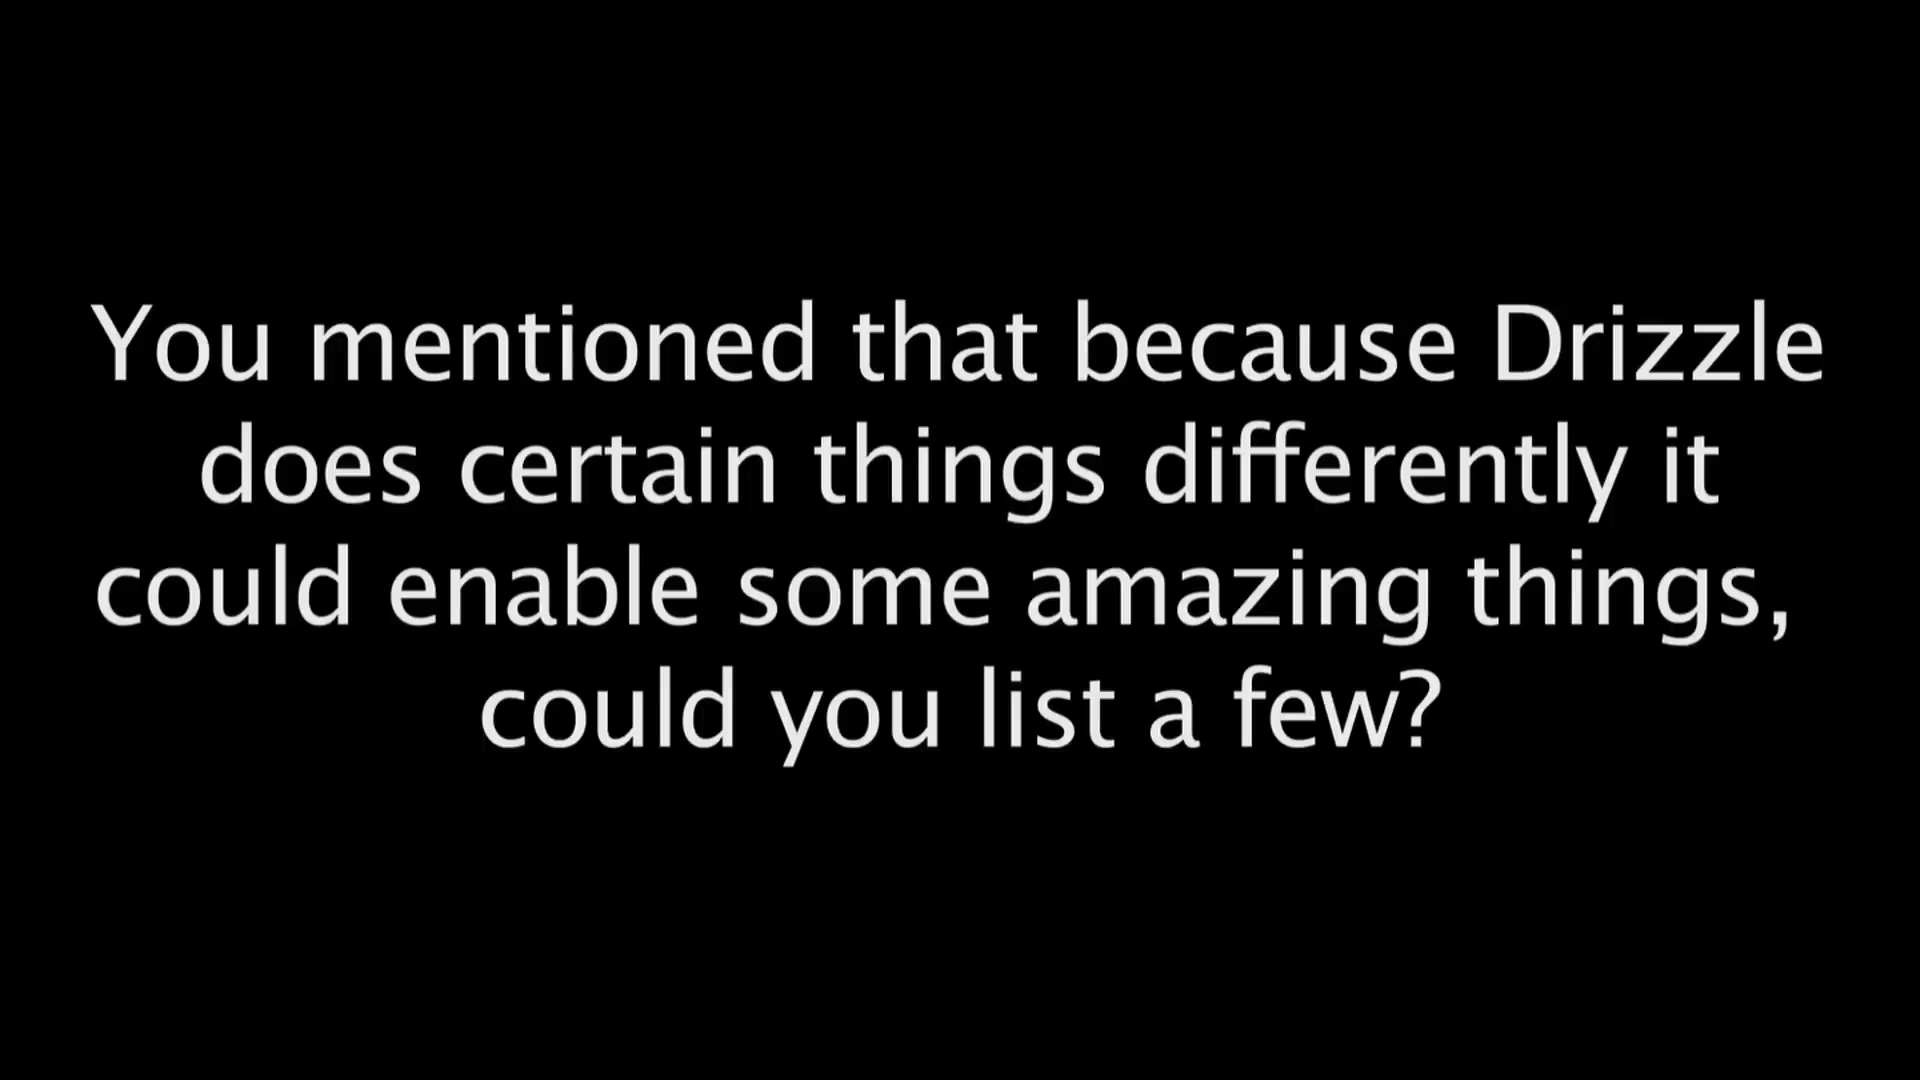 You mentioned that because Drizzle
does certain things differently it
could enable some amazing things,
could you list a few?